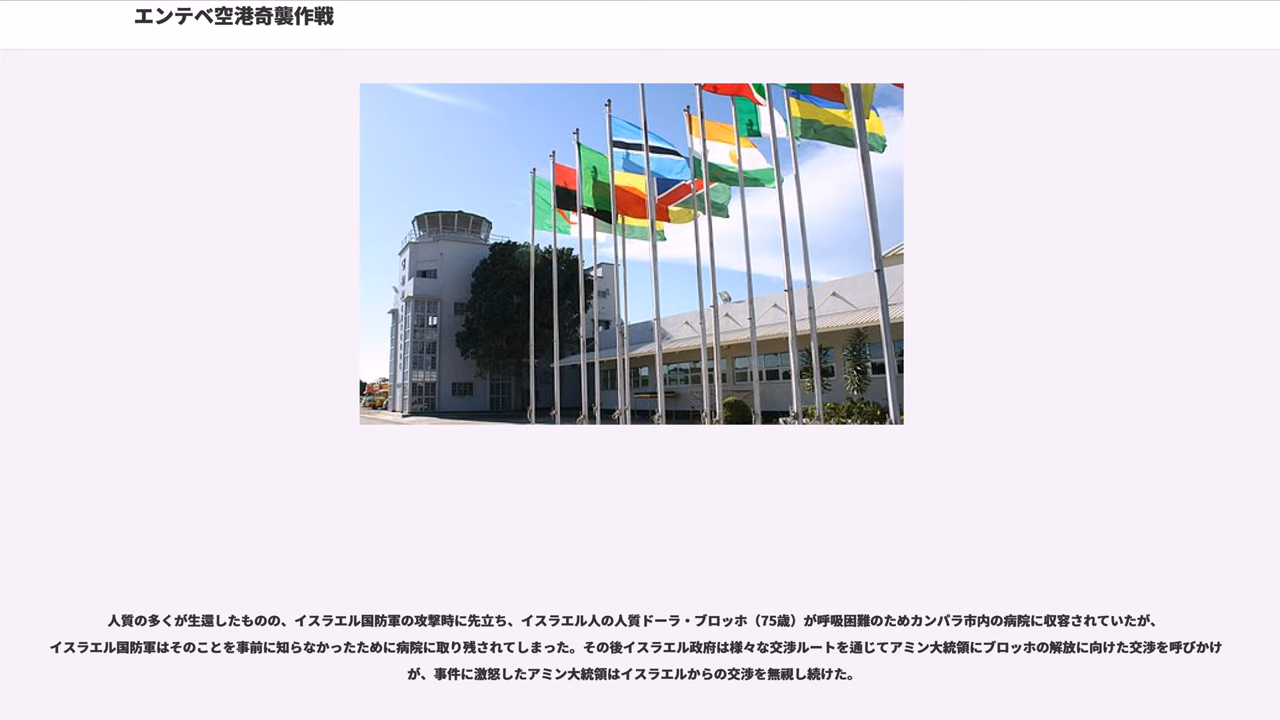 エンテベ空港奇襲作戦
人質の多くが生還したものの、イスラエル国防軍の攻撃時に先立ち、イスラエル人の人質ドーラ・ブロッホ（75歳）が呼吸困難のためカンパラ市内の病院に収容されていたが、
イスラエル国防軍はそのことを事前に知らなかったために病院に取り残されてしまった。その後イスラエル政府は様々な交渉ルートを通じてアミン大統領にブロッホの解放に向けた交渉を呼びかけ
が、事件に激怒したアミン大統領はイスラエルからの交渉を無視し続けた。